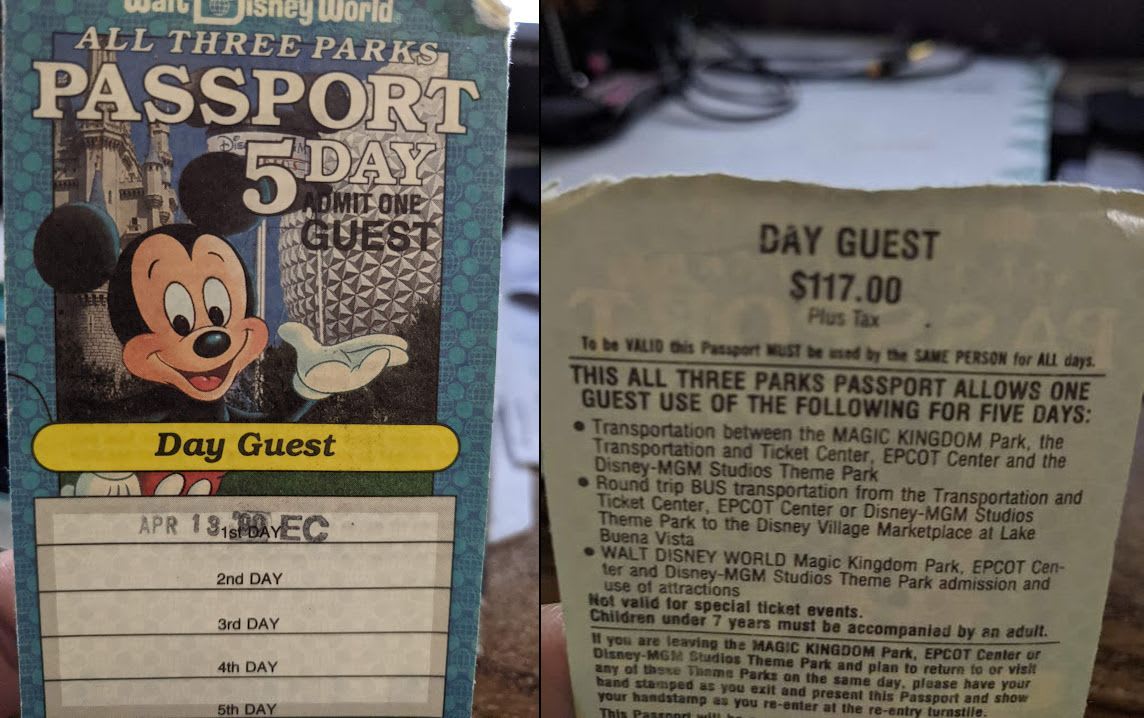 Walt Disney World
ALL THREE PARKS
PASSPORT
5 DAY
ADMIT ONE
GUEST
Day Guest
APR 13 '90 EC
1st DAY
2nd DAY
3rd DAY
4th DAY
5th DAY
DAY GUEST
$117.00
Plus Tax
To be VALID this Passport MUST be used by the SAME PERSON for ALL days.
THIS ALL THREE PARKS PASSPORT ALLOWS ONE
GUEST USE OF THE FOLLOWING FOR FIVE DAYS:
• Transportation between the MAGIC KINGDOM Park, the
Transportation and Ticket Center, EPCOT Center and the
Disney-MGM Studios Theme Park
• Round trip BUS transportation from the Transportation and
Ticket Center, EPCOT Center or Disney-MGM Studios
Theme Park to the Disney Village Marketplace at Lake
Buena Vista
• WALT DISNEY WORLD Magic Kingdom Park, EPCOT Cen-
ter and Disney-MGM Studios Theme Park admission and
use of attractions
Not valid for special ticket events.
Children under 7 years must be accompanied by an adult.
If you are leaving the MAGIC KINGDOM Park, EPCOT Center or
Disney-MGM Studios Theme Park and plan to return to or visit
any of these Theme Parks on the same day, please have your
hand stamped as you exit and present this Passport and show
your handstamp as you re-enter at the re-entry turnstile.
This Passport will be